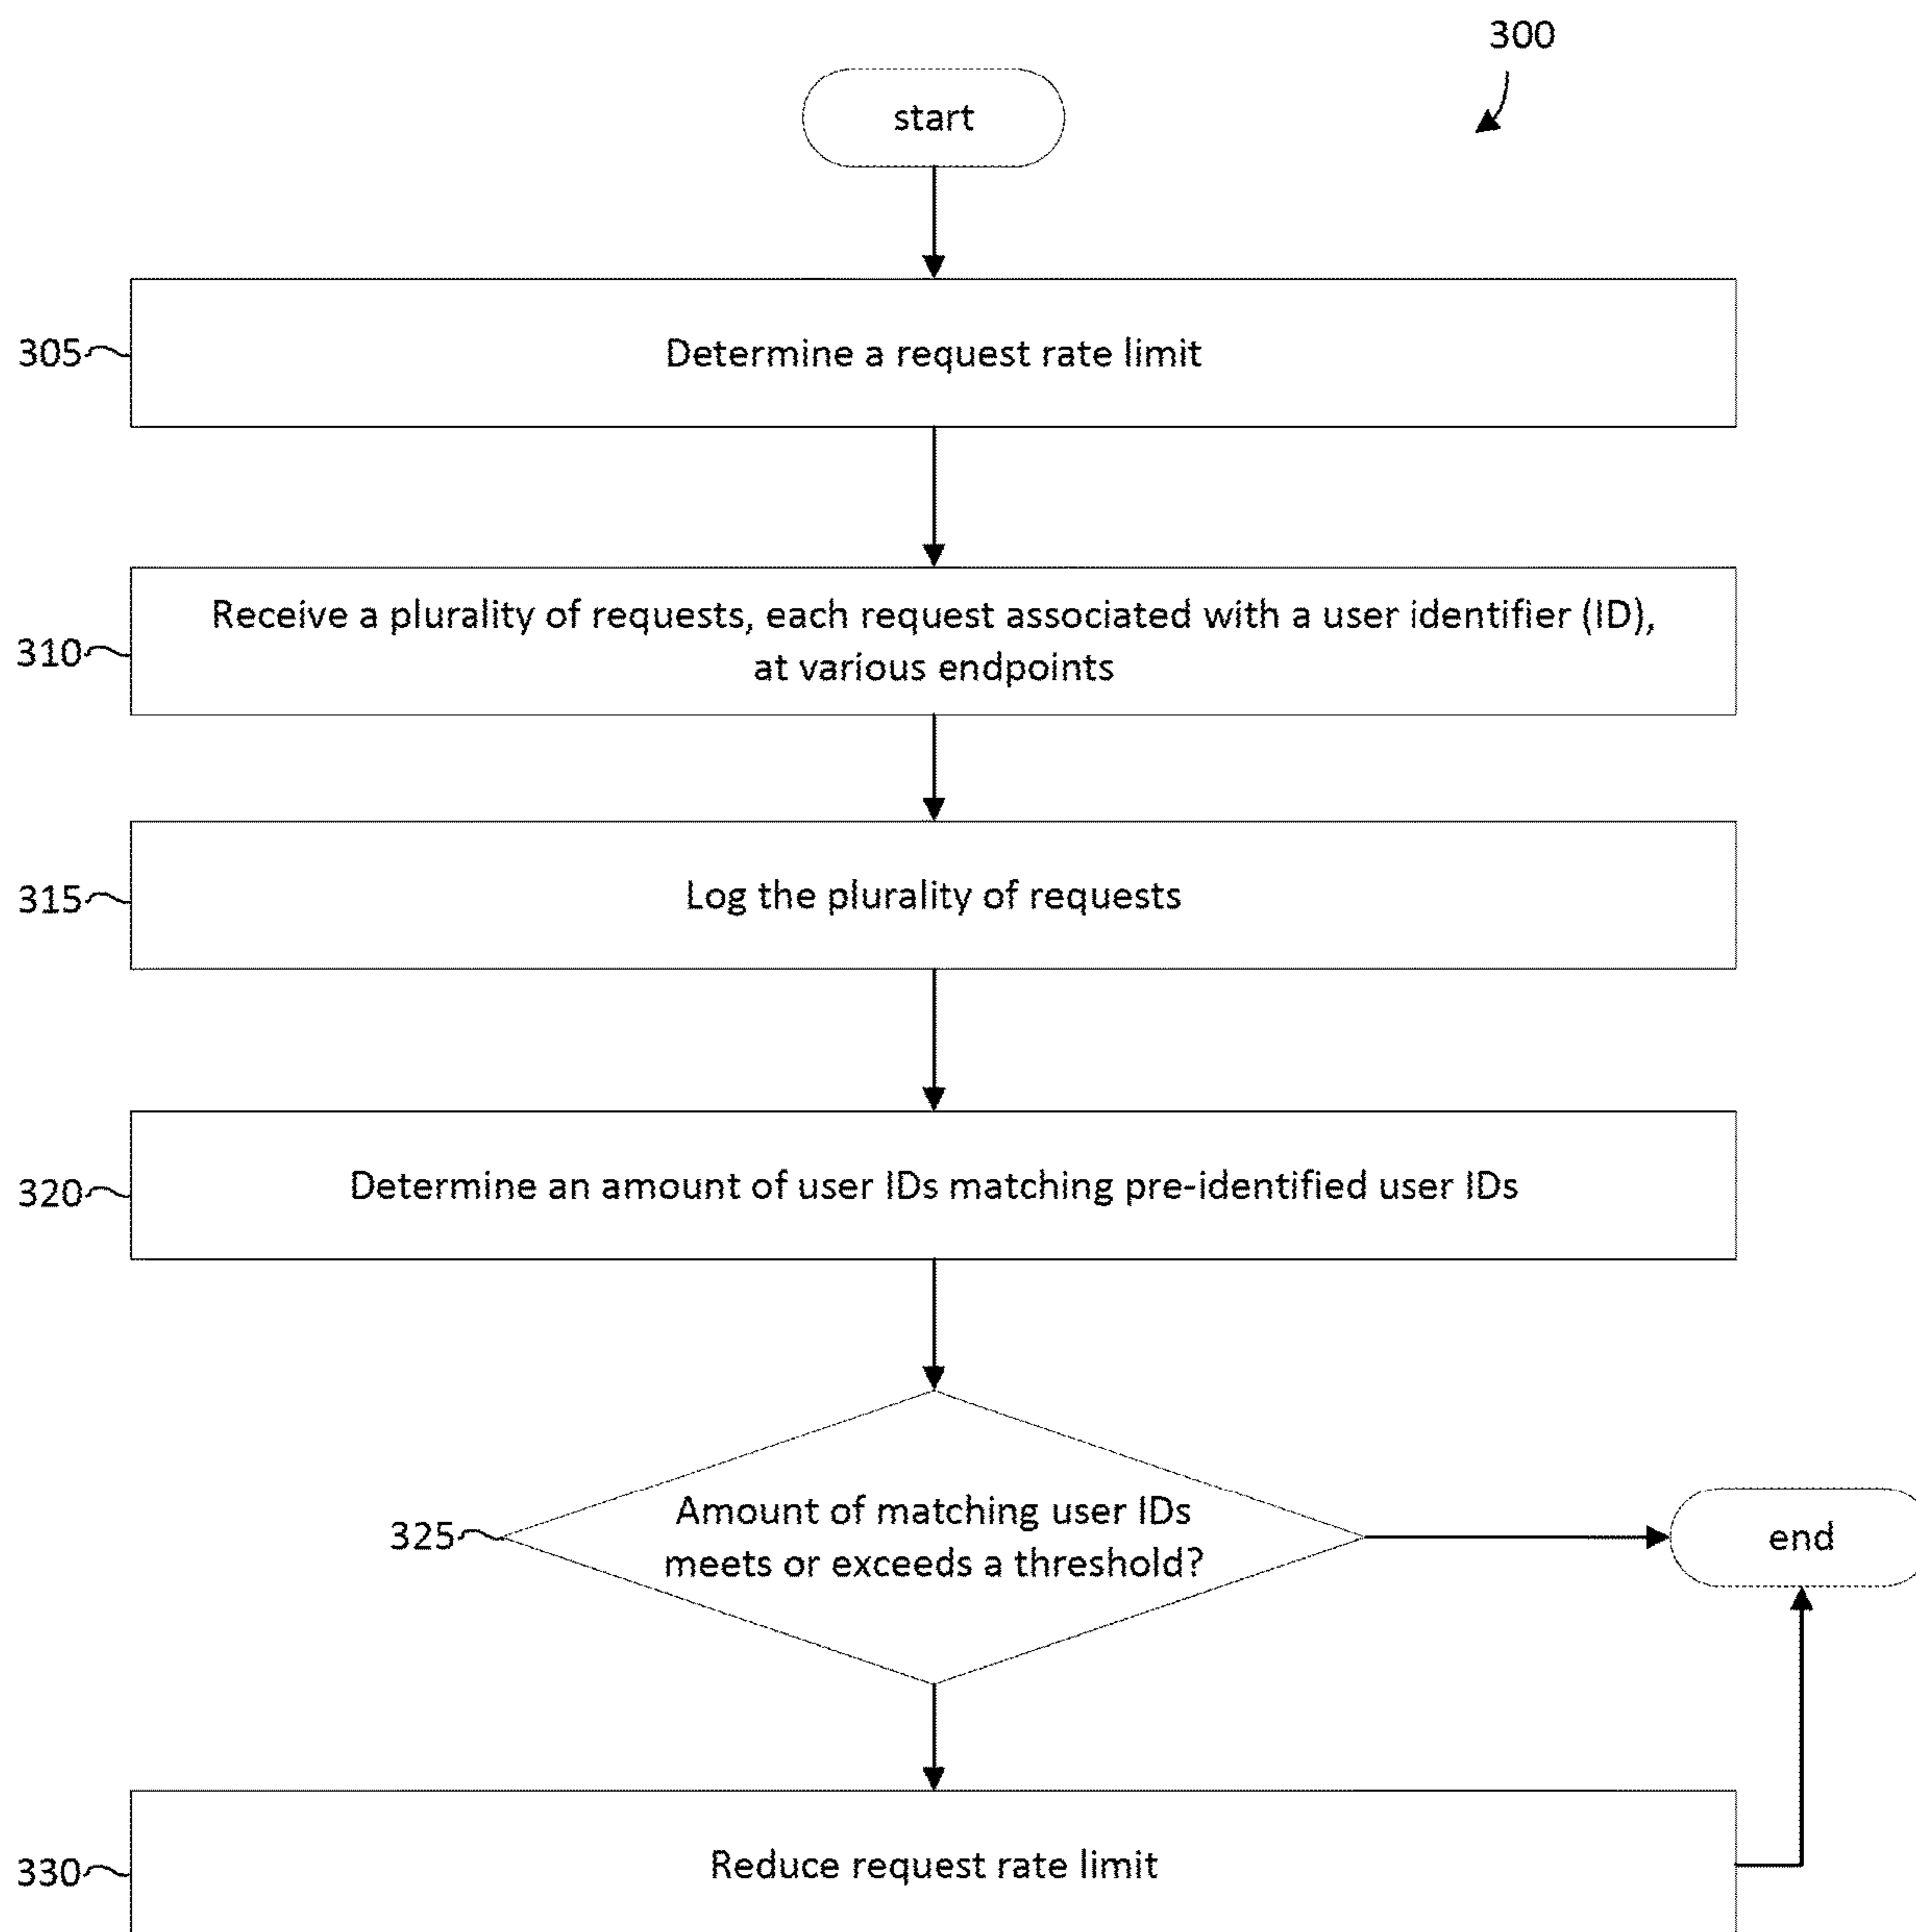 300
start
305
Determine a request rate limit
Receive a plurality of requests, each request associated with a user identifier (ID),
310
at various endpoints
315
Log the plurality of requests
320
Determine an amount of user IDs matching pre-identified user IDs
Amount of matching user IDs
325
meets or exceeds a threshold?
end
330
Reduce request rate limit